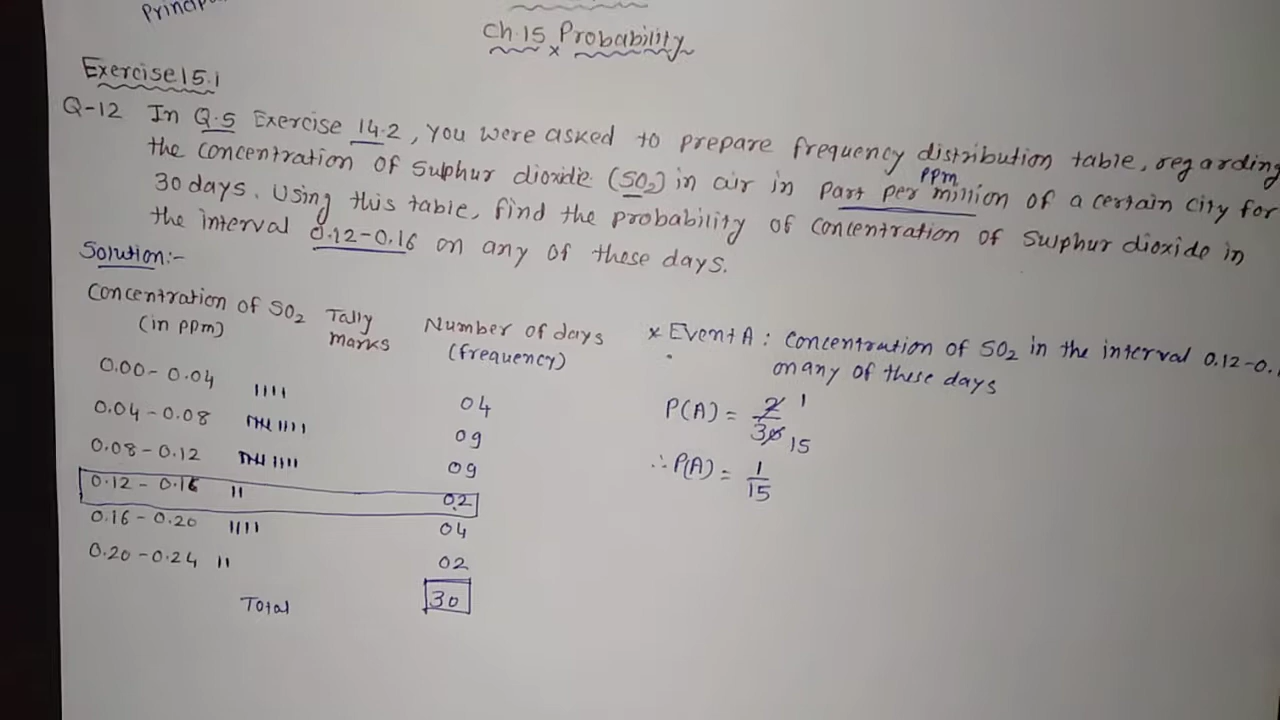 Ch.15 Probability
Exercise 15.1
Q-12 In Q.5 Exercise 14.2, you were asked to prepare frequency distribution table, regarding
the concentration of Sulphur dioxide (SO2) in air in part per million of a certain city for
PPm
30 days. Using this table, find the probability of concentration of Sulphur dioxide in
the interval 0.12-0.16 on any of these days.
Solution:-
Concentration of SO2 (in PPm) Tally marks Number of days (frequency)
0.00-0.04 |||| 04
0.04-0.08 N̶H̶ |||| 09
0.08-0.12 N̶H̶ |||| 09
0.12-0.16 || 02
0.16-0.20 |||| 04
0.20-0.24 || 02
Total 30
x Event A: Concentration of SO2 in the interval 0.12-0.
on any of these days
P(A) = 2/30 1 15
∴ P(A) = 1/15